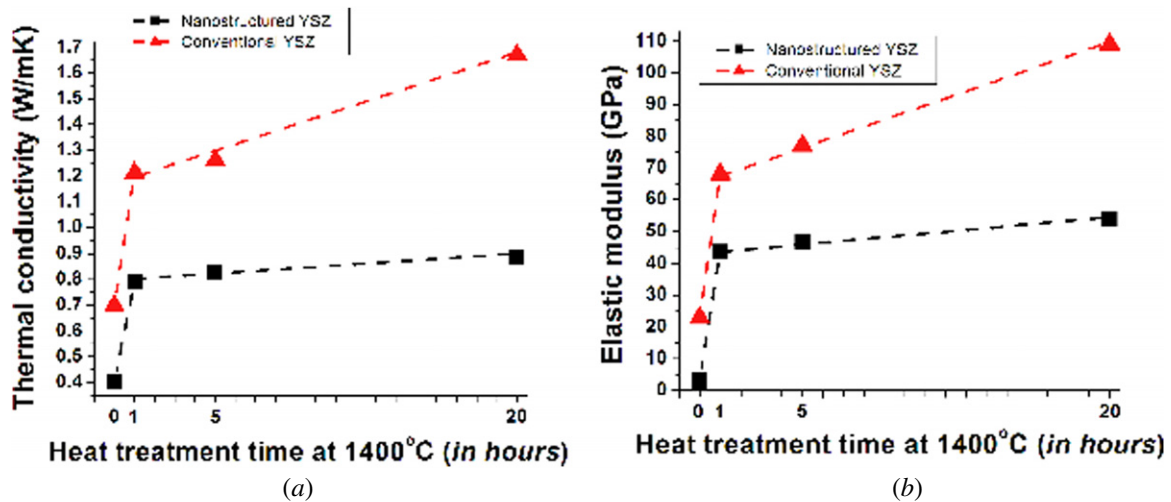 Nanostructured YSZ
Conventional YSZ
Thermal conductivity (W/mK)
1.7
1.6
1.5
1.4
1.3
1.2
1.1
1.0
0.9
0.8
0.7
0.6
0.5
0.4
0 1 5 20
Heat treatment time at 1400°C (in hours)
(a)
Nanostructured YSZ
Conventional YSZ
Elastic modulus (GPa)
110
100
90
80
70
60
50
40
30
20
10
0
0 1 5 20
Heat treatment time at 1400°C (in hours)
(b)